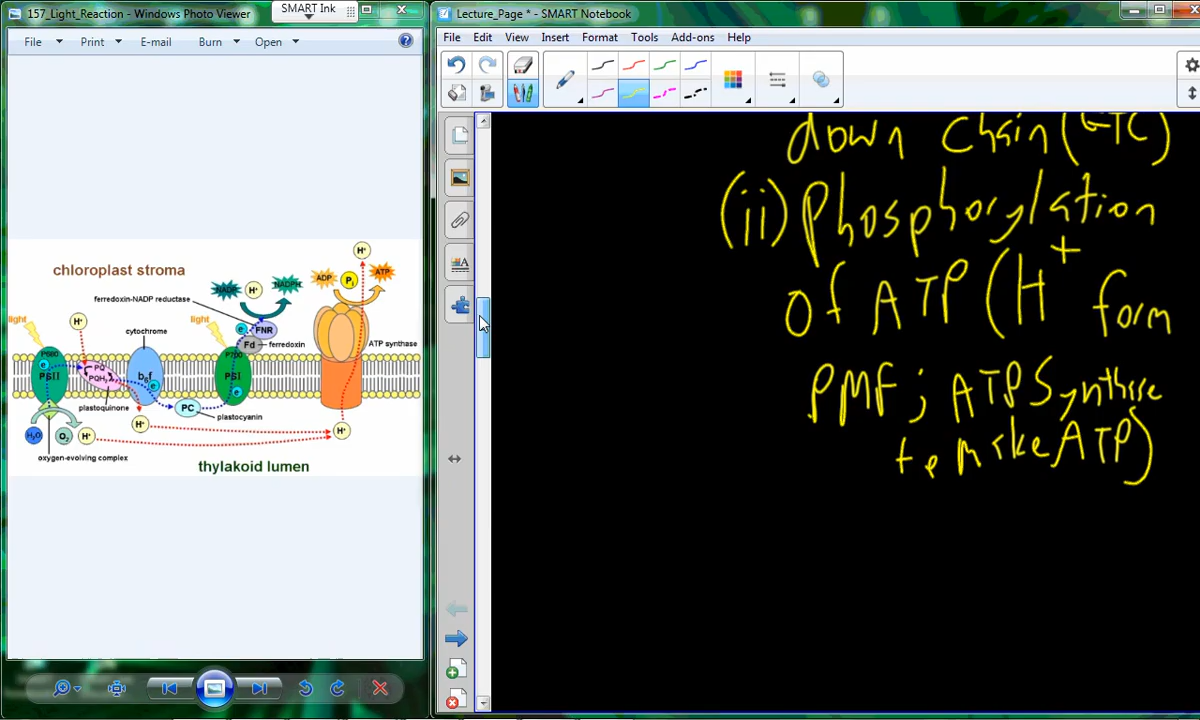 157_Light_Reaction - Windows Photo Viewer
SMART Ink
File Print E-mail Burn Open
chloroplast stroma
H+
NADP H+ NADPH
ADP Pi ATP
ferredoxin-NADP reductase
light
H+
cytochrome
light
e
FNR
Fd
ferredoxin
ATP synthase
P680
e
PSII
PQ
PQH2
b6f
e
P700
PSI
e
plastoquinone
PC
plastocyanin
H2O O2 H+
H+
H+
oxygen-evolving complex
thylakoid lumen
Lecture_Page * - SMART Notebook
File Edit View Insert Format Tools Add-ons Help
down chain (ETC)
(ii) Phosphorylation
of ATP (H+ form
PMF; ATP Synthase
to make ATP)